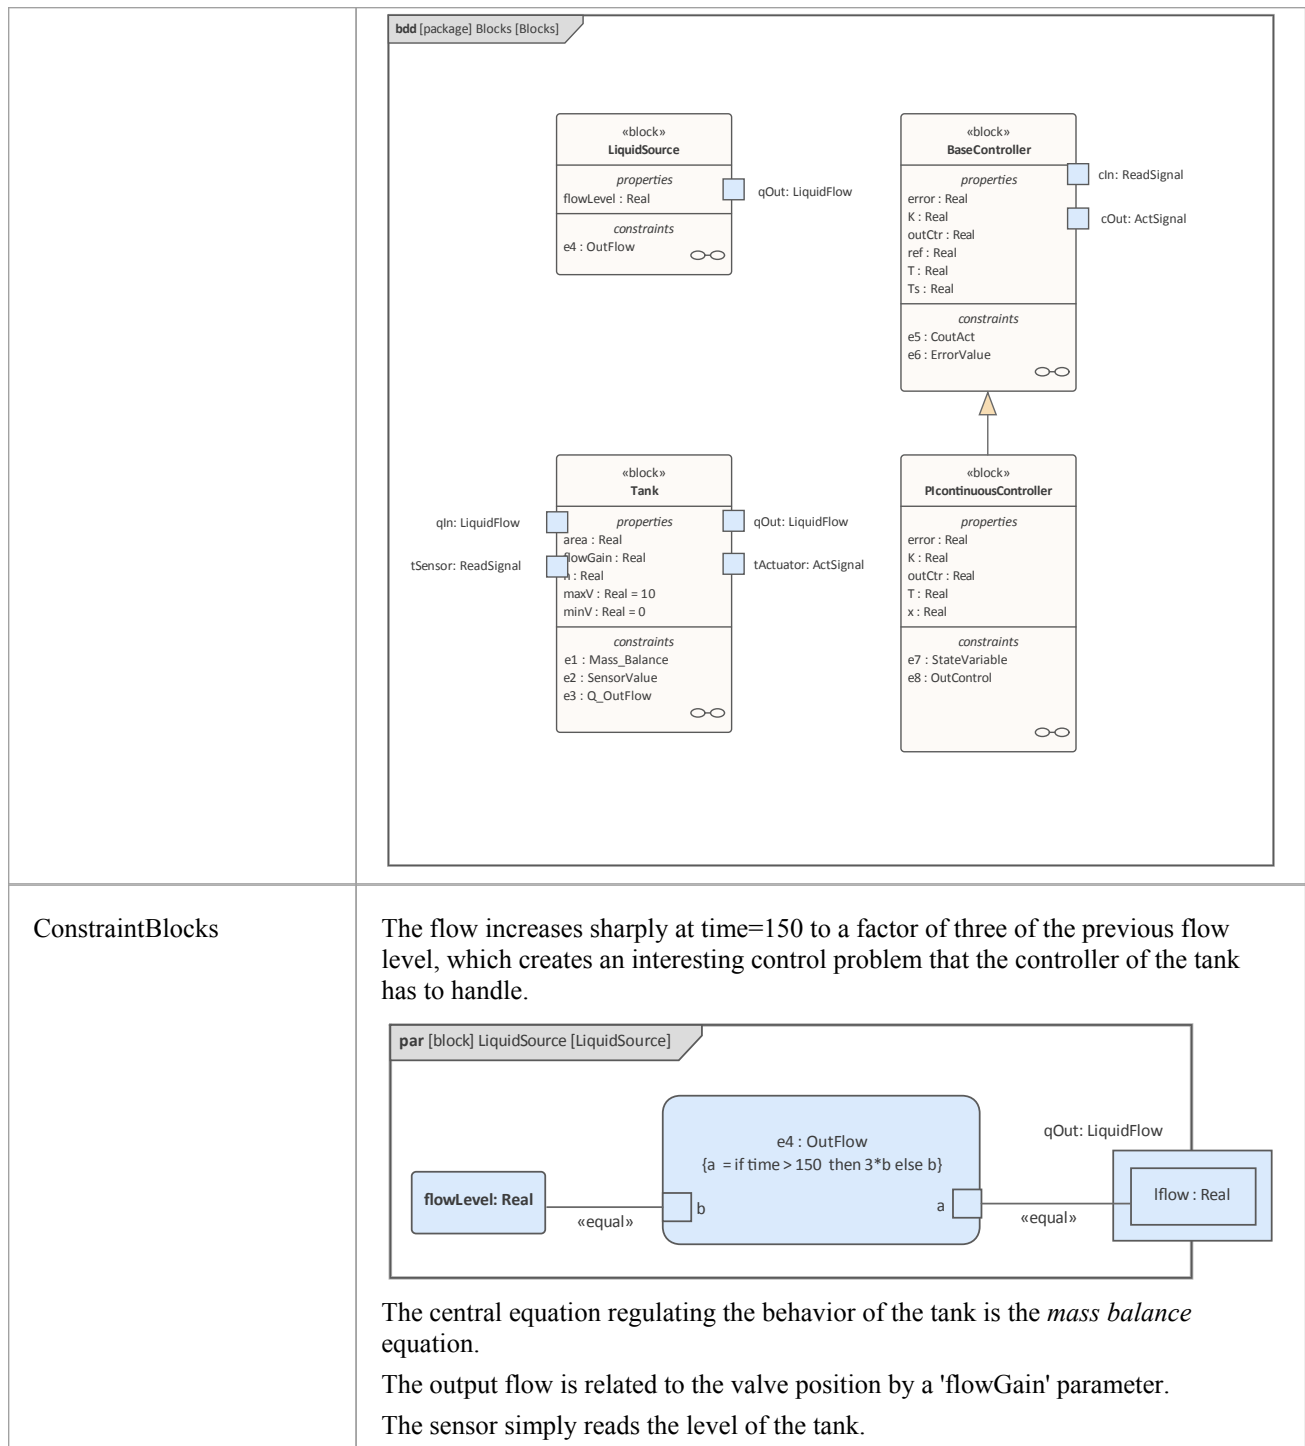 bdd [package] Blocks [Blocks]
«block»
LiquidSource
properties
flowLevel : Real
constraints
e4 : OutFlow
qOut: LiquidFlow
«block»
BaseController
properties
error : Real
K : Real
outCtr : Real
ref : Real
T : Real
Ts : Real
constraints
e5 : CoutAct
e6 : ErrorValue
cIn: ReadSignal
cOut: ActSignal
qIn: LiquidFlow
tSensor: ReadSignal
«block»
Tank
properties
area : Real
flowGain : Real
: Real
maxV : Real = 10
minV : Real = 0
constraints
e1 : Mass_Balance
e2 : SensorValue
e3 : Q_OutFlow
qOut: LiquidFlow
tActuator: ActSignal
«block»
PIcontinuousController
properties
error : Real
K : Real
outCtr : Real
T : Real
x : Real
constraints
e7 : StateVariable
e8 : OutControl
ConstraintBlocks
The flow increases sharply at time=150 to a factor of three of the previous flow
level, which creates an interesting control problem that the controller of the tank
has to handle.
par [block] LiquidSource [LiquidSource]
flowLevel: Real
«equal»
e4 : OutFlow
{a = if time > 150 then 3*b else b}
b
a
«equal»
qOut: LiquidFlow
lflow : Real
The central equation regulating the behavior of the tank is the mass balance
equation.
The output flow is related to the valve position by a 'flowGain' parameter.
The sensor simply reads the level of the tank.